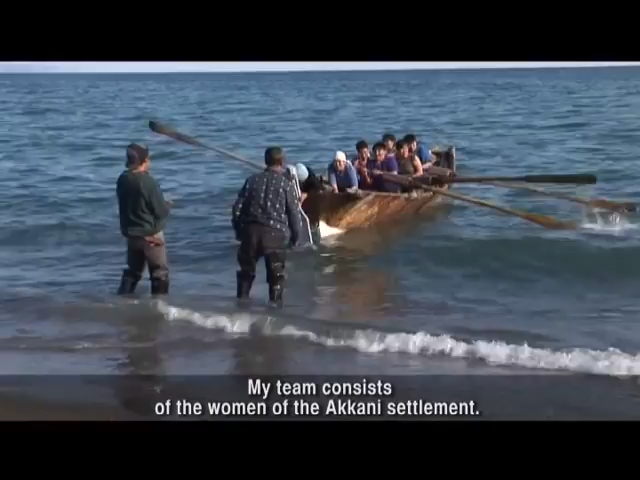 My team consists
of the women of the Akkani settlement.